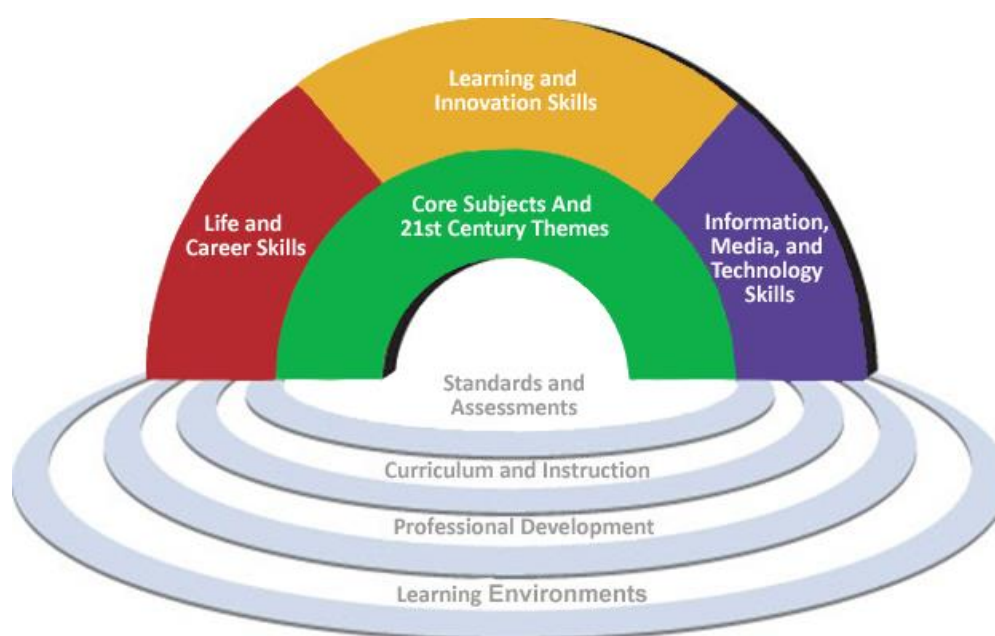 Learning and
Innovation Skills
Life and
Career Skills
Core Subjects And
21st Century Themes
Information,
Media, and
Technology
Skills
Standards and
Assessments
Curriculum and Instruction
Professional Development
Learning Environments